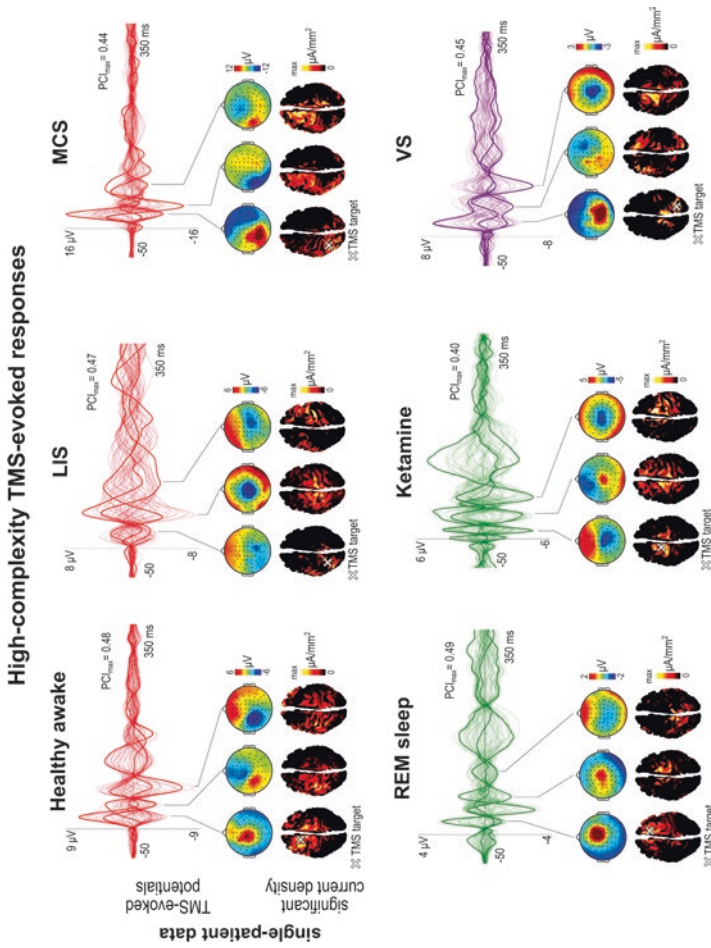 High-complexity TMS-evoked responses
single-patient data
TMS-evoked
potentials
significant
current density
Healthy awake
9 µV
PCImax= 0.48
-50
350 ms
-9
6
µV
-6
max
µA/mm²
0
TMS target
LIS
8 µV
PCImax= 0.47
-50
350 ms
-8
6
µV
-6
max
µA/mm²
0
TMS target
MCS
16 µV
PCImax= 0.44
-50
350 ms
-16
12
µV
-12
max
µA/mm²
0
TMS target
REM sleep
4 µV
PCImax= 0.49
-50
350 ms
-4
2
µV
-2
max
µA/mm²
0
TMS target
Ketamine
6 µV
PCImax= 0.40
-50
350 ms
-6
5
µV
-5
max
µA/mm²
0
TMS target
VS
8 µV
PCImax= 0.45
-50
350 ms
-8
3
µV
-3
max
µA/mm²
0
TMS target